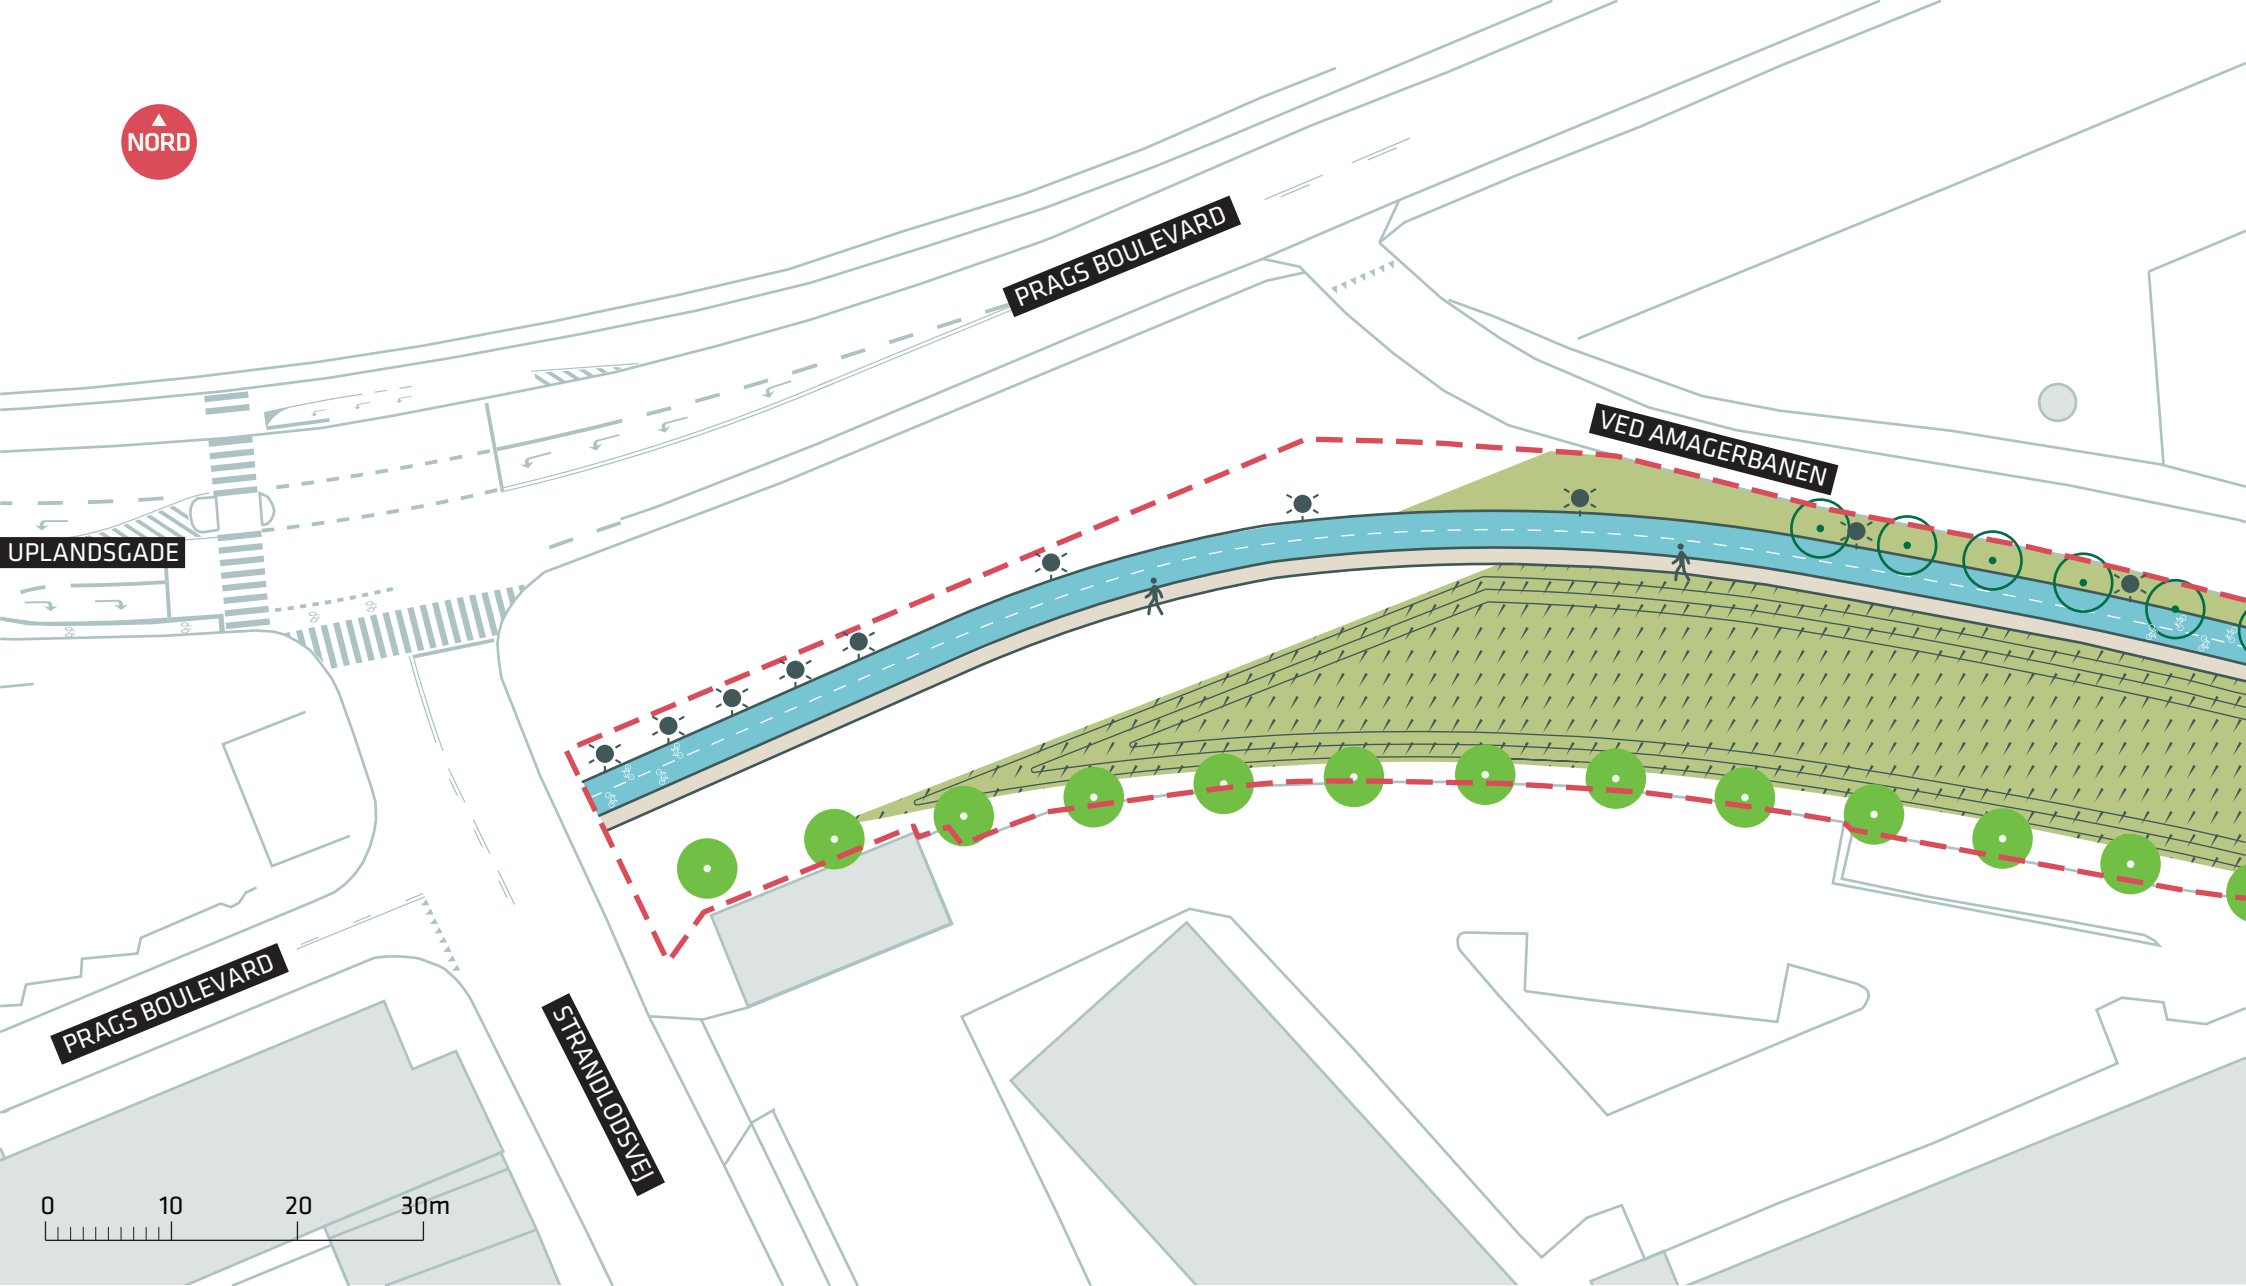 NORD
PRAGS BOULEVARD
VED AMAGERBANEN
UPLANDSGADE
PRAGS BOULEVARD
STRANDLODSVEJ
0 10 20 30m